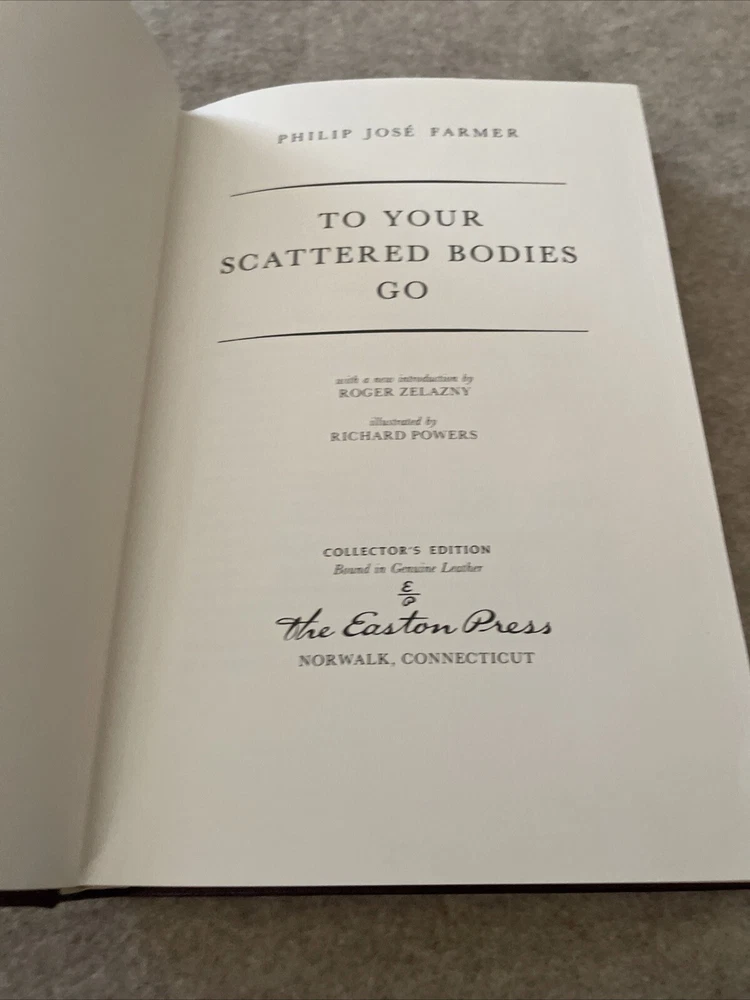 PHILIP JOSÉ FARMER
TO YOUR
SCATTERED BODIES
GO
with a new introduction by
ROGER ZELAZNY
illustrated by
RICHARD POWERS
COLLECTOR'S EDITION
Bound in Genuine Leather
E
P
The Easton Press
NORWALK, CONNECTICUT